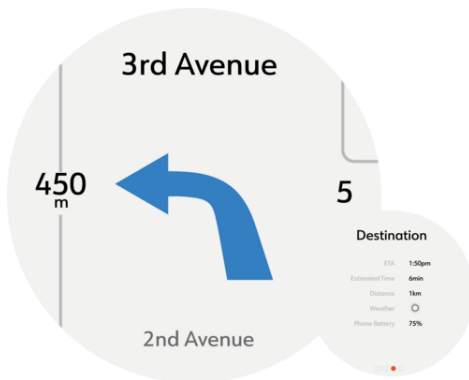 3rd Avenue
450
m
5
2nd Avenue
Destination
ETA 1:50pm
Estimated Time 6min
Distance 1km
Weather
Phone Battery 75%